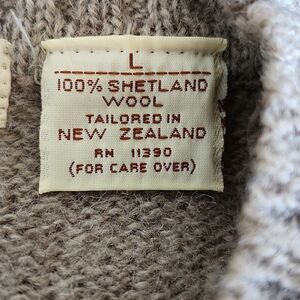 L
100% SHETLAND
WOOL
TAILORED IN
NEW ZEALAND
RN 11390
(FOR CARE OVER)